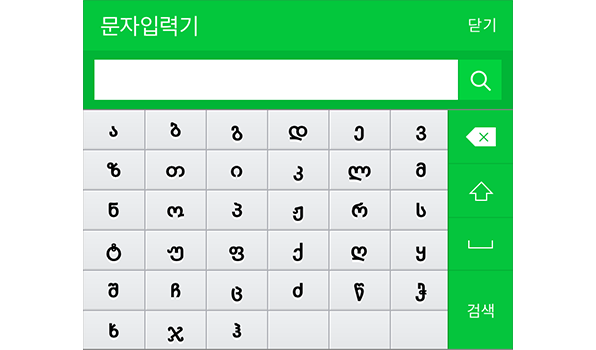 문자입력기 닫기
ა ბ გ დ ე ვ
ზ თ ი კ ლ მ
ნ ო პ ჟ რ ს
ტ უ ფ ქ ღ ყ
შ ჩ ც ძ წ ჭ
ხ ჯ ჰ
검색